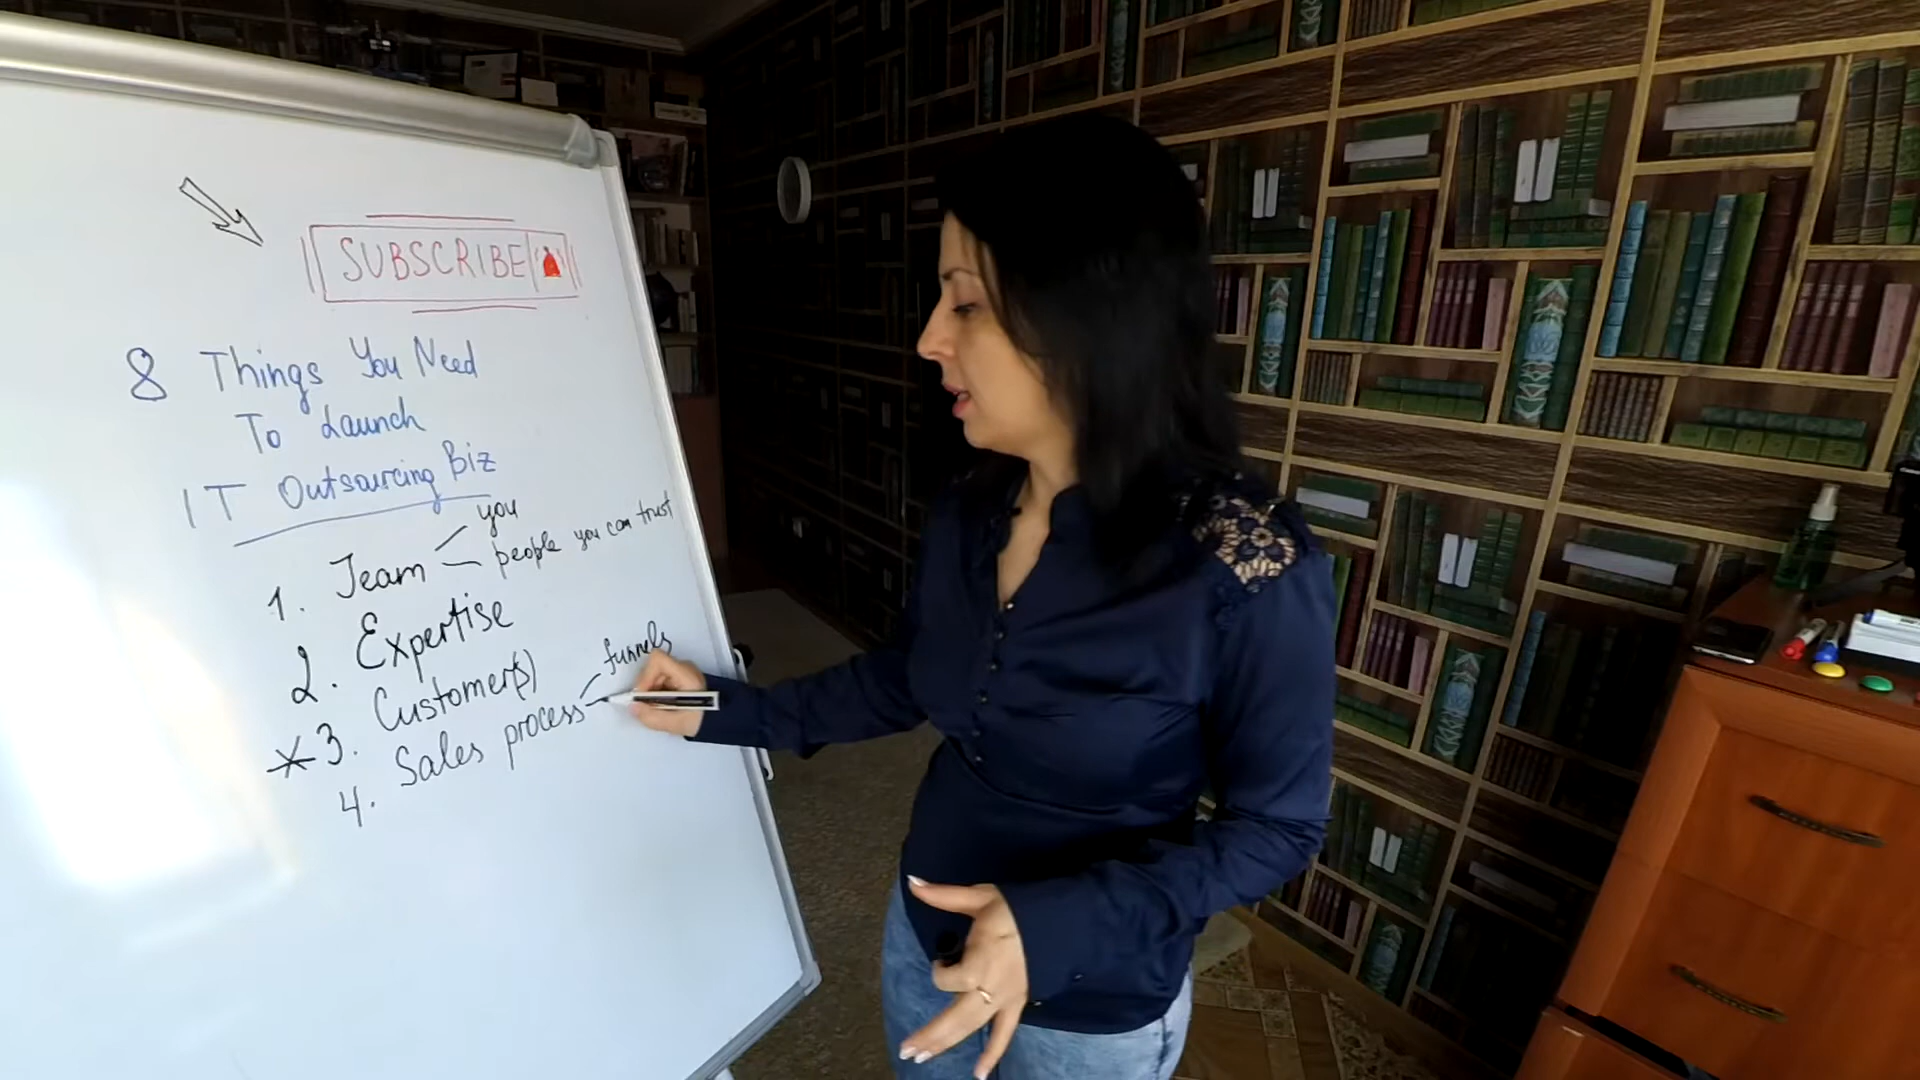 SUBSCRIBE
8 Things You Need
To Launch
IT Outsourcing Biz
1. Team
you
people you can trust
2. Expertise
3. Customer(s)
4. Sales process
funnels